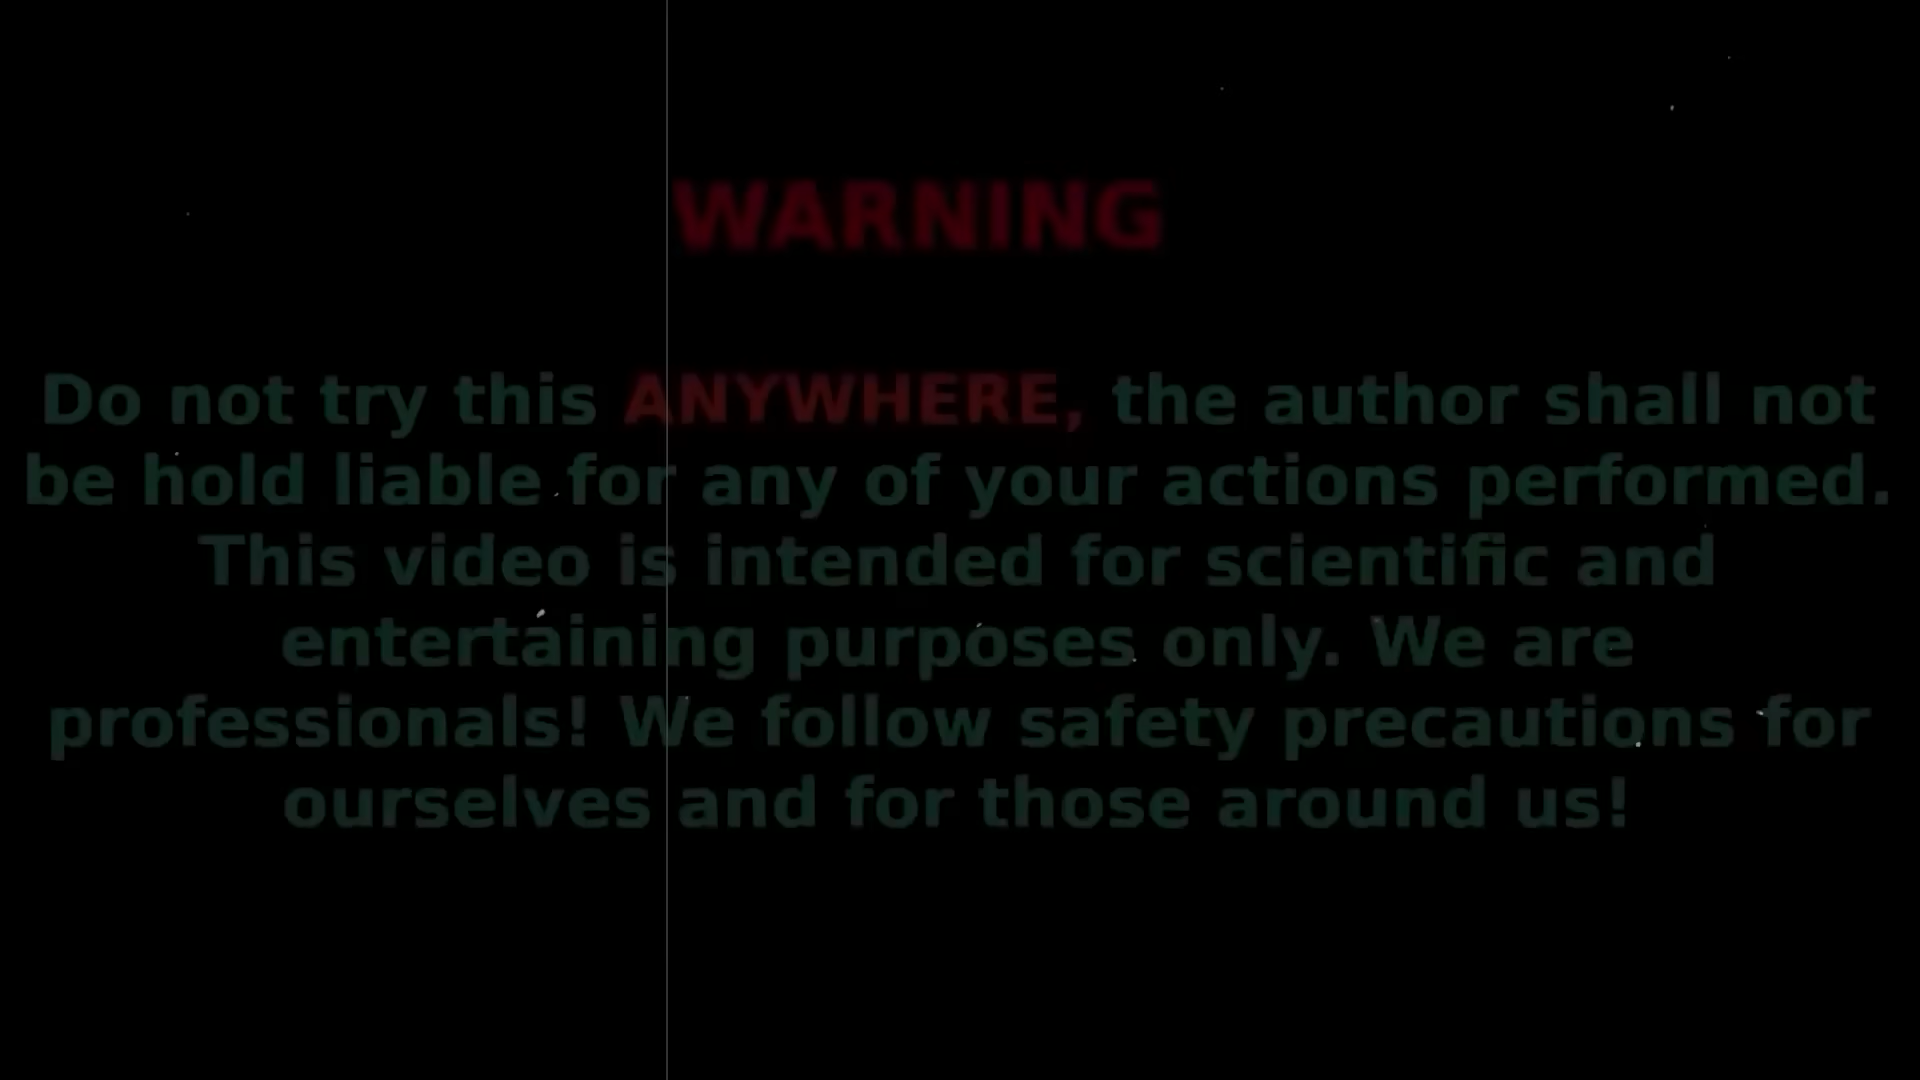 WARNING
Do not try this ANYWHERE, the author shall not
be hold liable for any of your actions performed.
This video is intended for scientific and
entertaining purposes only. We are
professionals! We follow safety precautions for
ourselves and for those around us!